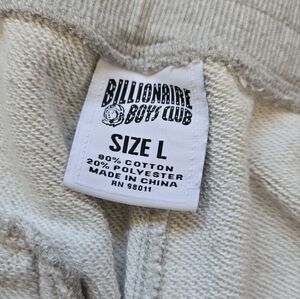 BILLIONAIRE
BOYS CLUB
SIZE L
80% COTTON
20% POLYESTER
MADE IN CHINA
RN 98011